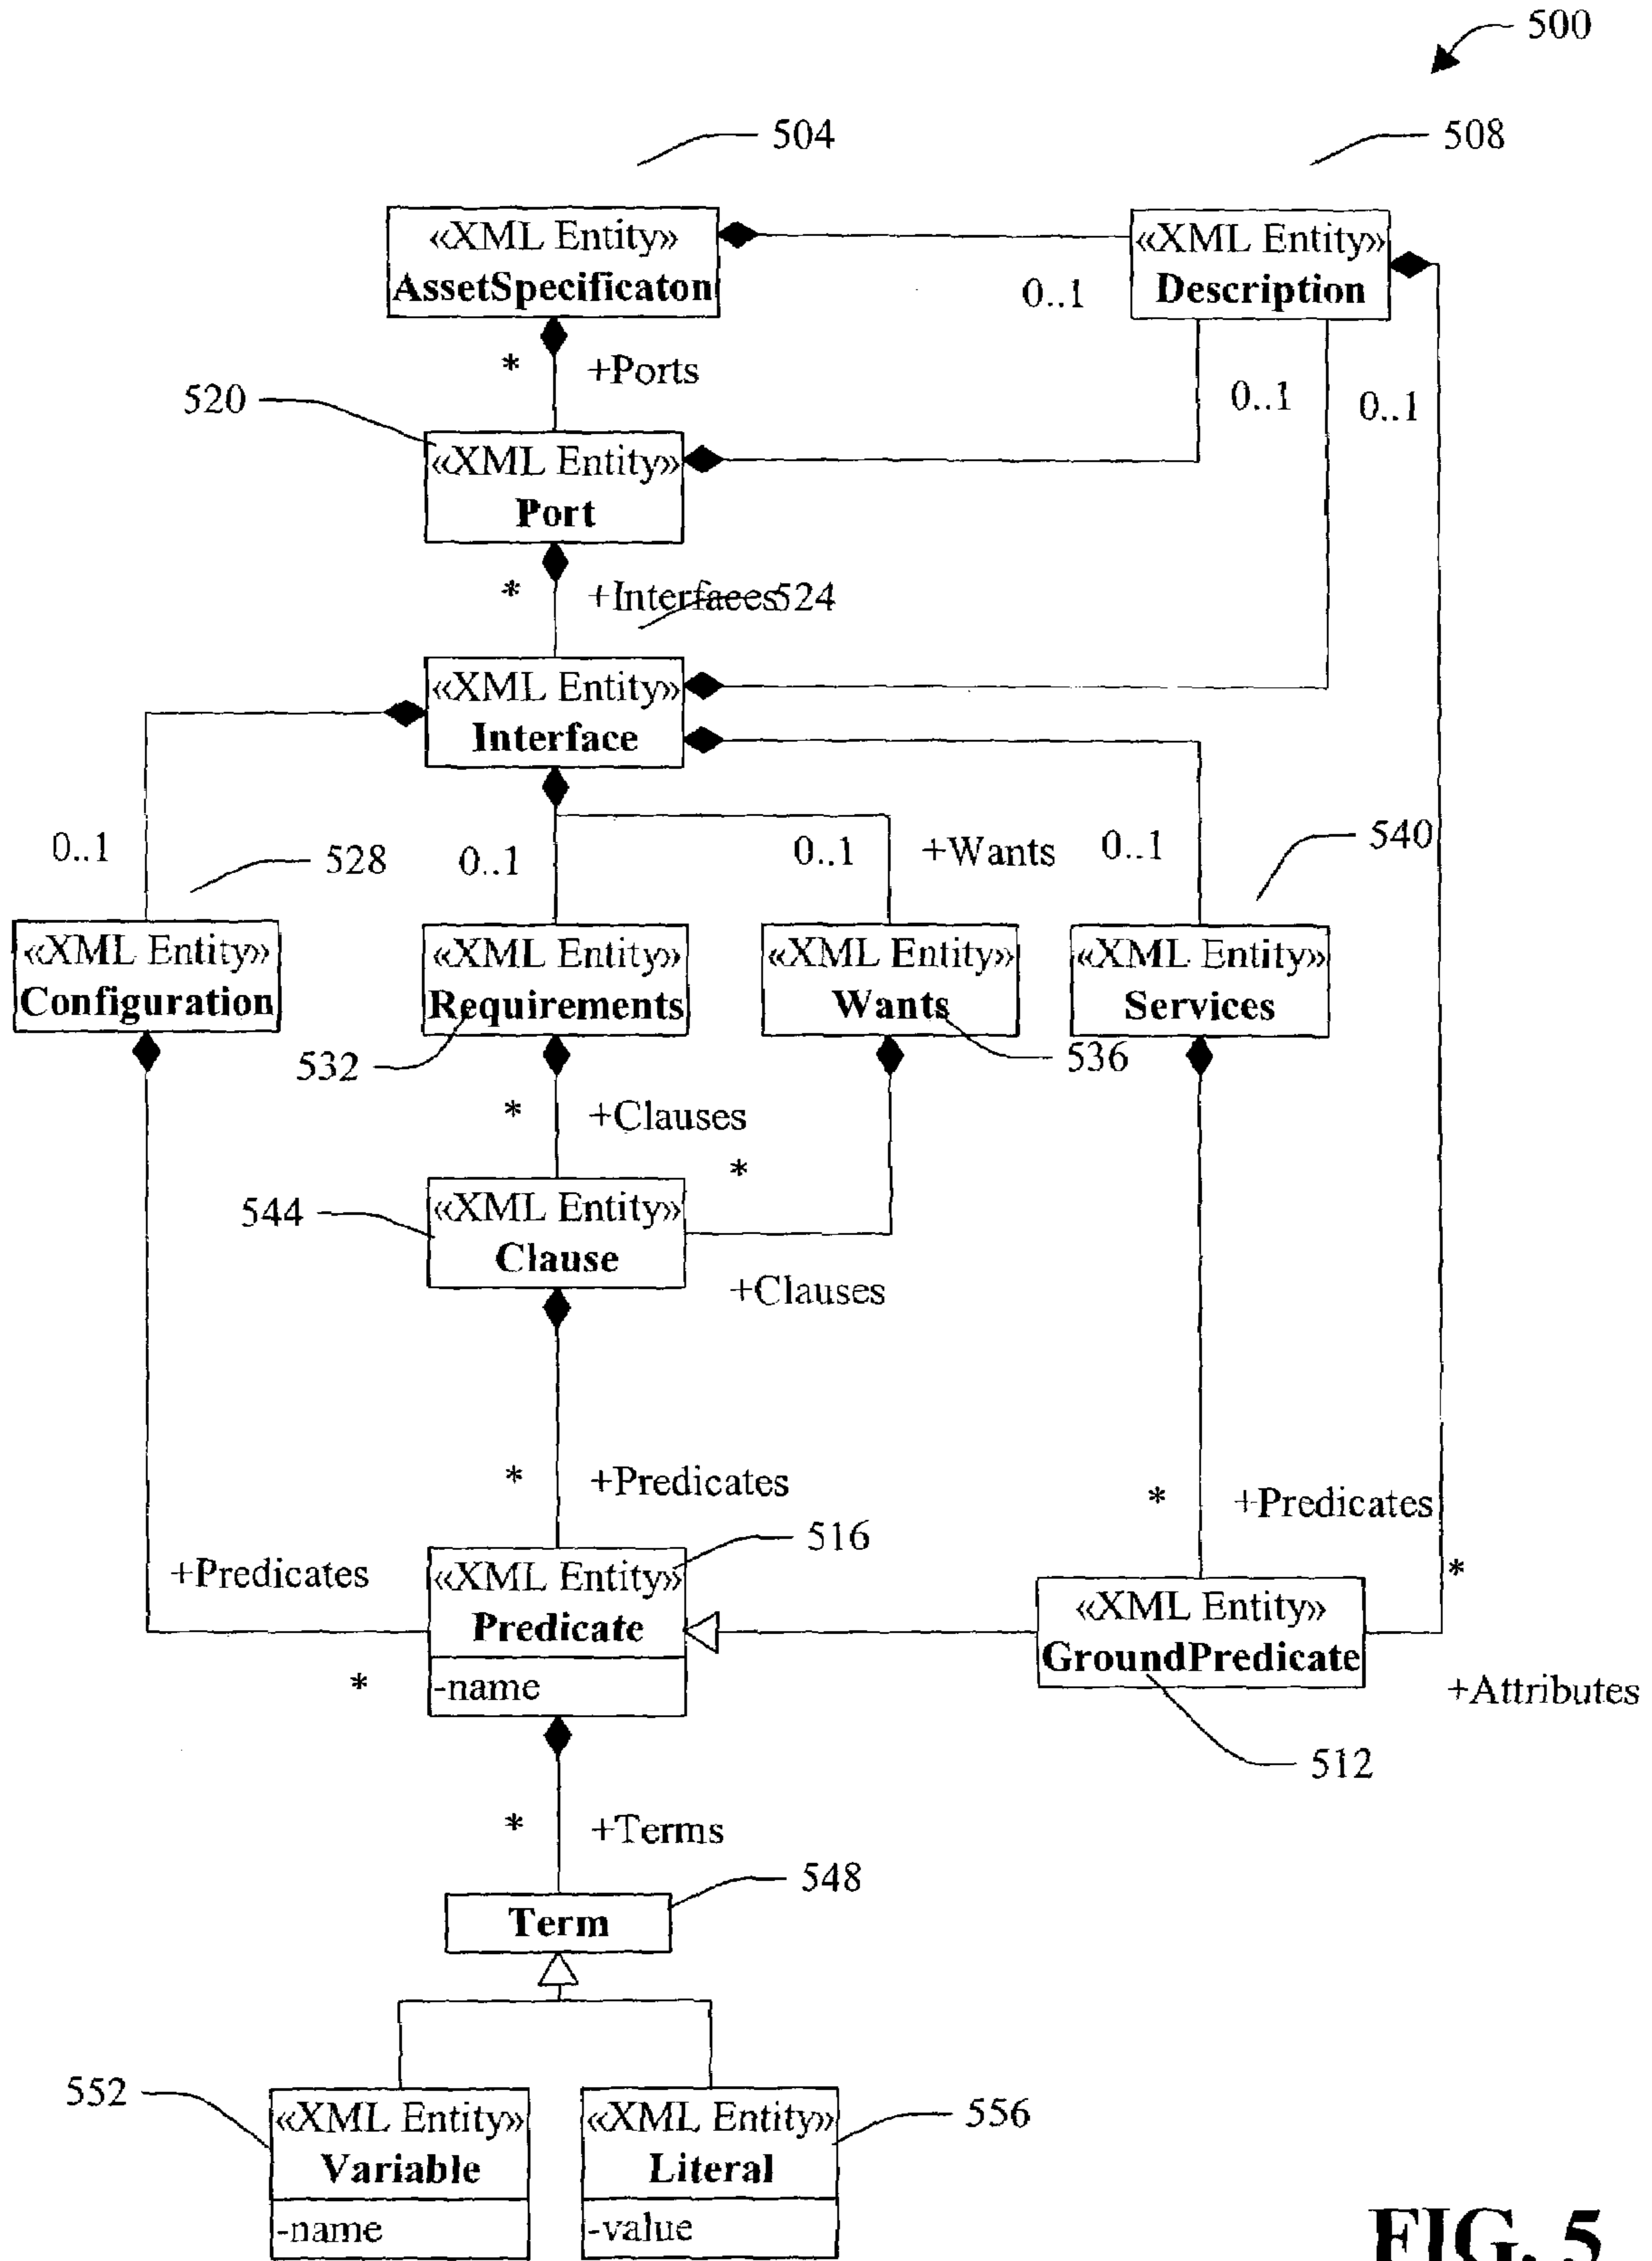 500
504
508
«XML Entity»
AssetSpecificaton
«XML Entity»
Description
0..1
* +Ports
0..1
0..1
520
«XML Entity»
Port
* +Interfaces
524
«XML Entity»
Interface
0..1
528
0..1
0..1
+Wants
0..1
540
«XML Entity»
Configuration
«XML Entity»
Requirements
«XML Entity»
Wants
«XML Entity»
Services
532
536
* +Clauses
*
544
«XML Entity»
Clause
+Clauses
* +Predicates
* +Predicates
516
+Predicates
«XML Entity»
Predicate
-name
*
*
«XML Entity»
GroundPredicate
+Attributes
512
* +Terms
548
Term
552
«XML Entity»
Variable
-name
«XML Entity»
Literal
-value
556
FIG. 5